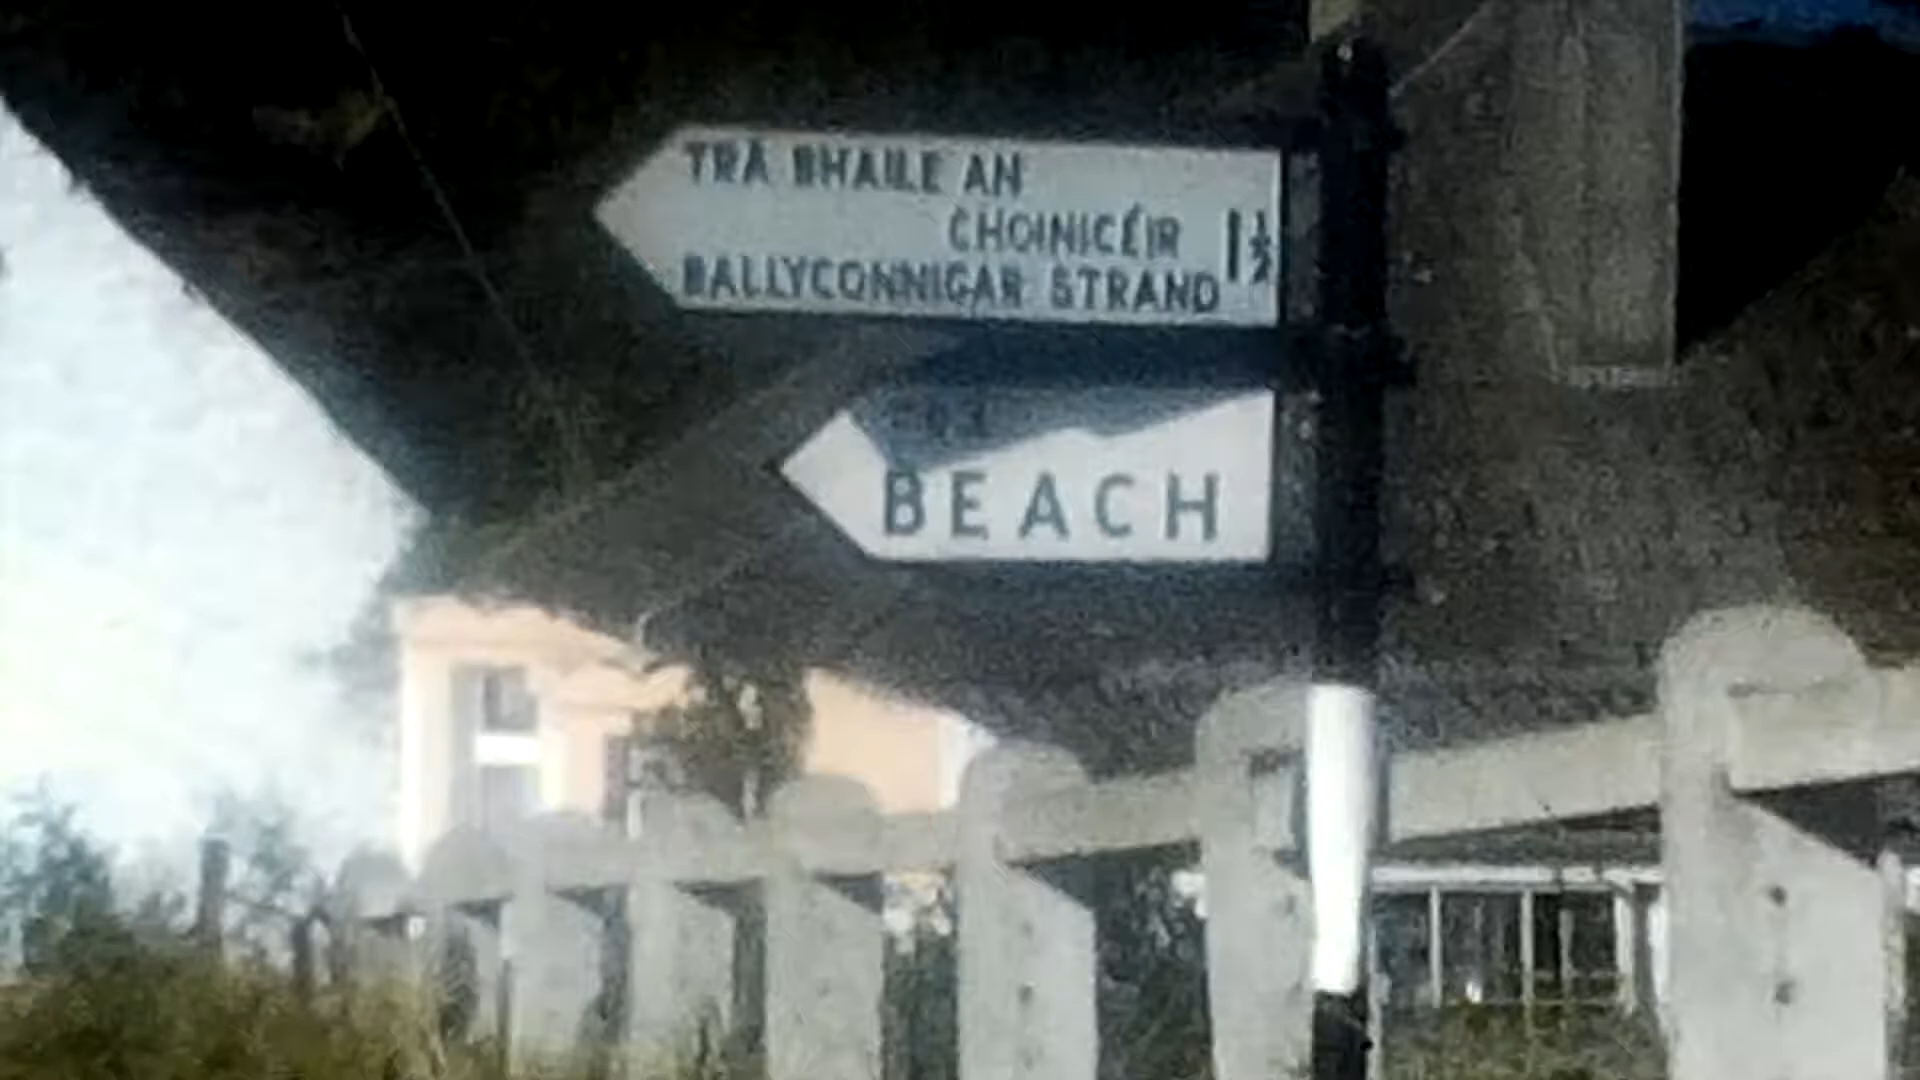 TRÁ BHAILE AN
CHOINICÉIR 1½
BALLYCONNIGAR STRAND
BEACH